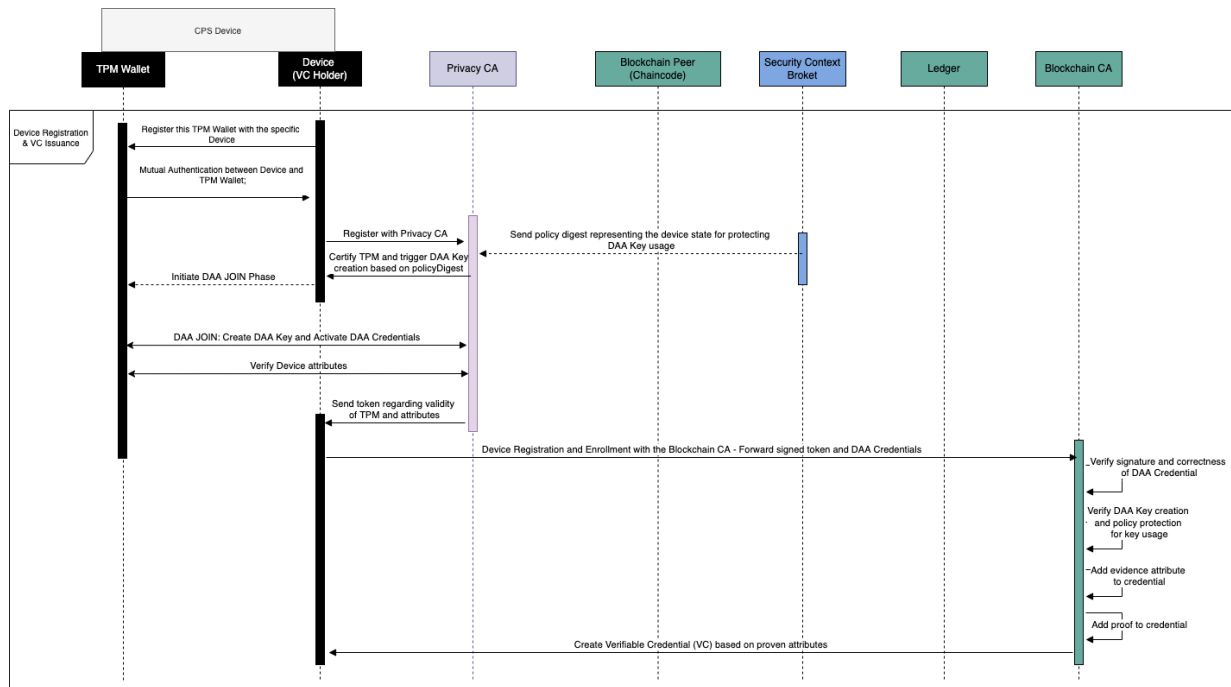 CPS Device
TPM Wallet
Device
(VC Holder)
Privacy CA
Blockchain Peer
(Chaincode)
Security Context
Broket
Ledger
Blockchain CA
Device Registration
& VC Issuance
Register this TPM Wallet with the specific
Device
Mutual Authentication between Device and
TPM Wallet;
Register with Privacy CA
Send policy digest representing the device state for protecting
DAA Key usage
Certify TPM and trigger DAA Key
creation based on policyDigest
Initiate DAA JOIN Phase
DAA JOIN: Create DAA Key and Activate DAA Credentials
Verify Device attributes
Send token regarding validity
of TPM and attributes
Device Registration and Enrollment with the Blockchain CA - Forward signed token and DAA Credentials
Verify signature and correctness
of DAA Credential
Verify DAA Key creation
and policy protection
for key usage
Add evidence attribute
to credential
Add proof to credential
Create Verifiable Credential (VC) based on proven attributes